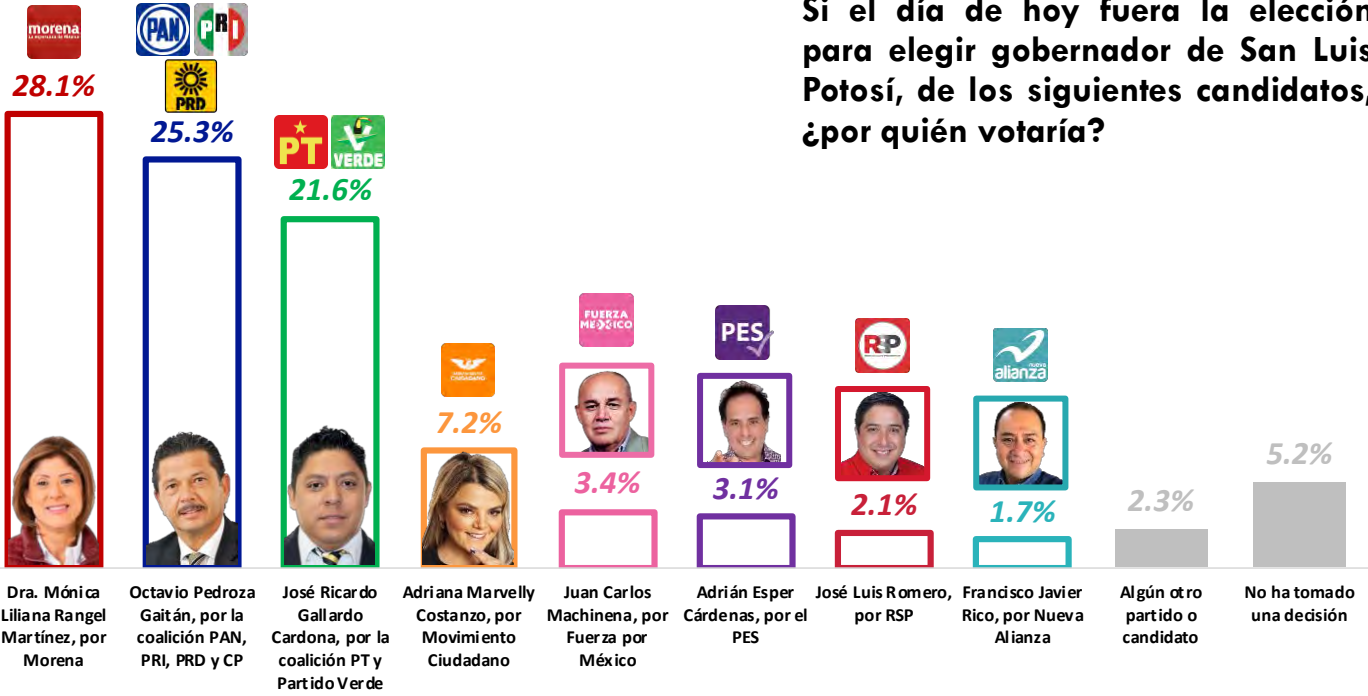 Si el día de hoy fuera la elección
para elegir gobernador de San Luis
Potosí, de los siguientes candidatos,
¿por quién votaría?
morena
La esperanza de México
28.1%
PAN
PRI
PRD
25.3%
PT
VERDE
21.6%
CIUDADANO
7.2%
FUERZA
MEXICO
3.4%
PES
3.1%
RSP
2.1%
nueva
alianza
1.7%
2.3%
5.2%
Dra. Mónica
Liliana Rangel
Martínez, por
Morena
Octavio Pedroza
Gaitán, por la
coalición PAN,
PRI, PRD y CP
José Ricardo
Gallardo
Cardona, por la
coalición PT y
Partido Verde
Adriana Marvelly
Costanzo, por
Movimiento
Ciudadano
Juan Carlos
Machinena, por
Fuerza por
México
Adrián Esper
Cárdenas, por el
PES
José Luis Romero,
por RSP
Francisco Javier
Rico, por Nueva
Alianza
Algún otro
partido o
candidato
No ha tomado
una decisión